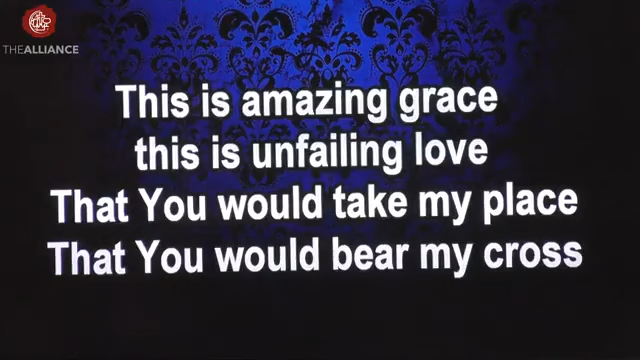 THEALLIANCE
This is amazing grace
this is unfailing love
That You would take my place
That You would bear my cross